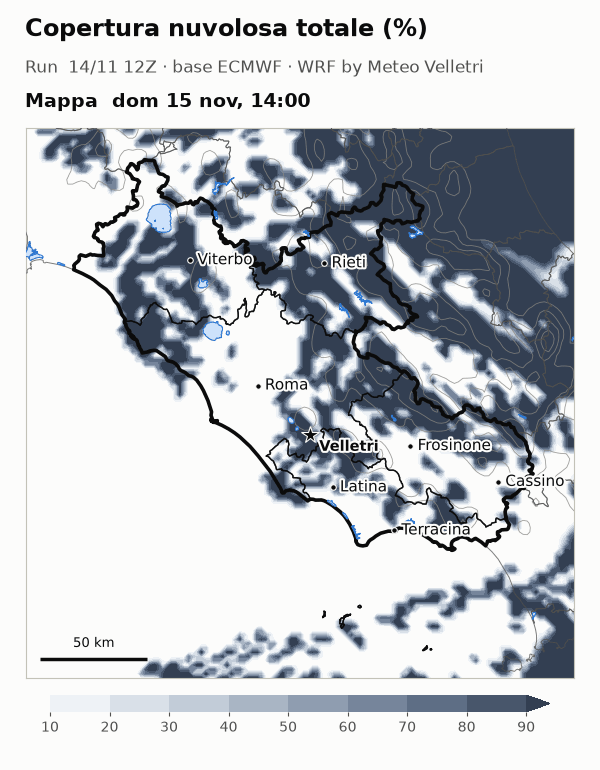 Copertura nuvolosa totale (%)
Run 14/11 12Z · base ECMWF · WRF by Meteo Velletri
Mappa dom 15 nov, 14:00
Viterbo
Rieti
Roma
Velletri
Frosinone
Cassino
Latina
Terracina
50 km
10 20 30 40 50 60 70 80 90